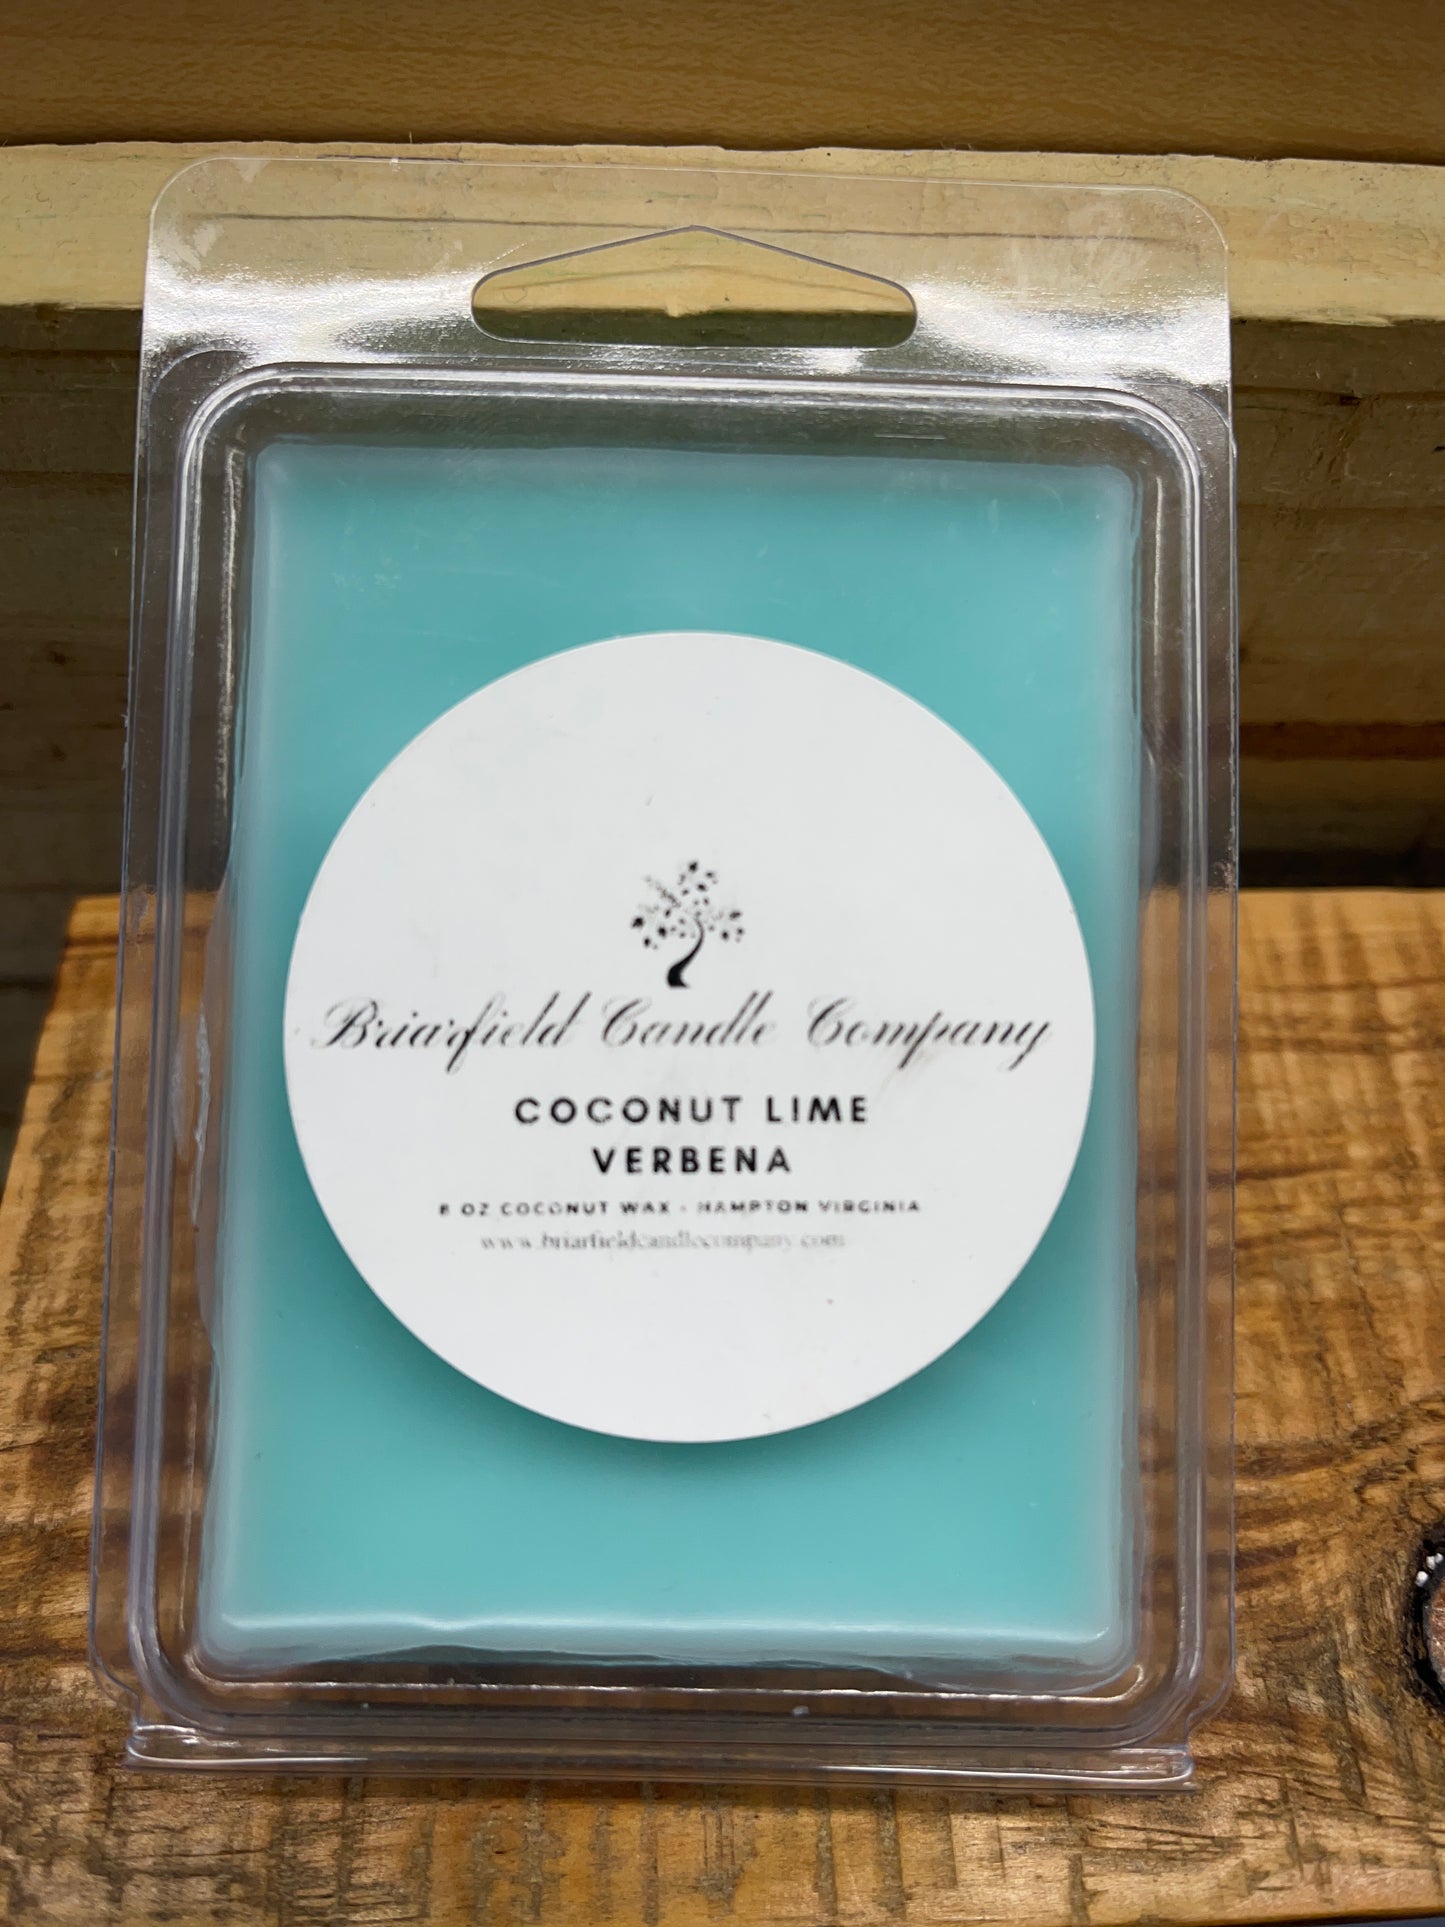 Briarfield Candle Company
COCONUT LIME
VERBENA
8 OZ COCONUT WAX - HAMPTON VIRGINIA
www.briarfieldcandlecompany.com